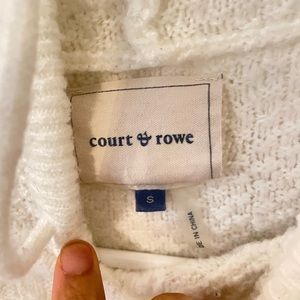 court & rowe
S
DE IN CHINA